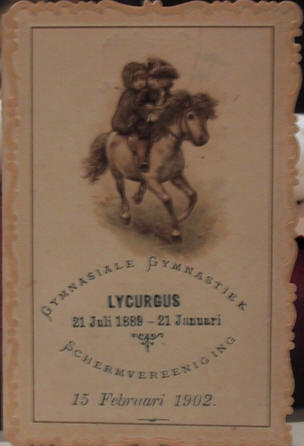 GYMNASIALE GYMNASTIEK
LYCURGUS
21 Juli 1889 – 21 Januari
SCHERMVEREENIGING
15 Februari 1902.